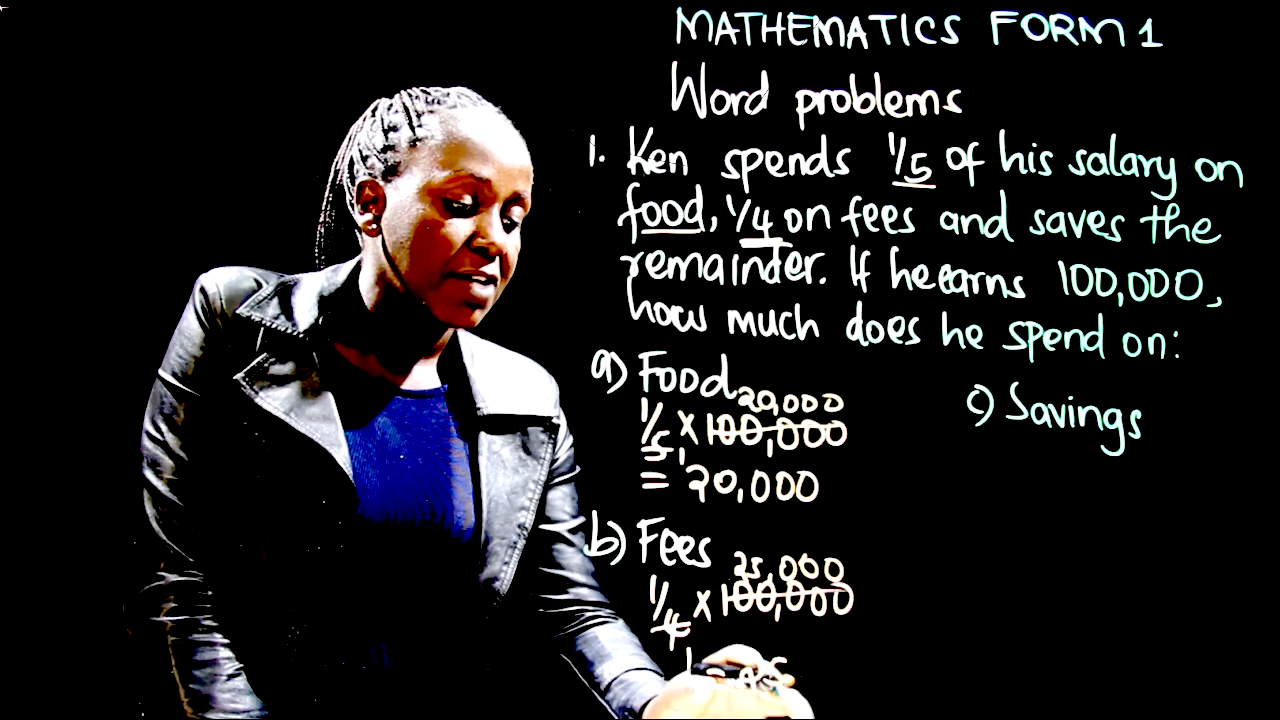 MATHEMATICS FORM 1
Word problems
1. Ken spends 1/5 of his salary on
food, 1/4 on fees and saves the
remainder. If he earns 100,000,
how much does he spend on:
a) Food
20,000
1/5 × 100,000
1
= 20,000
b) Fees
25,000
1/4 × 100,000
1
c) Savings